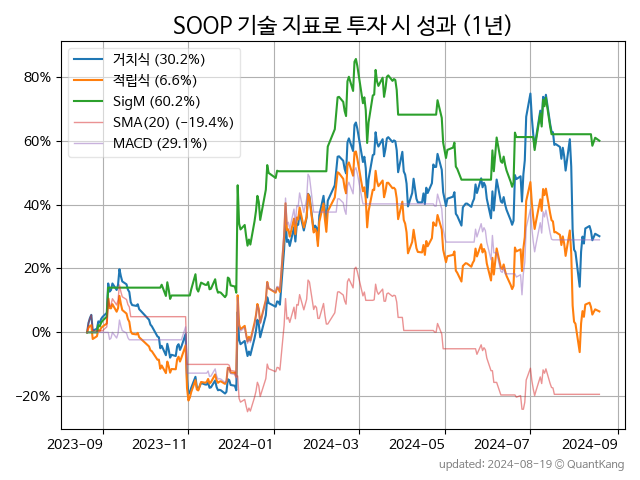 SOOP 기술 지표로 투자 시 성과 (1년)
거치식 (30.2%)
적립식 (6.6%)
SigM (60.2%)
SMA(20) (−19.4%)
MACD (29.1%)
80%
60%
40%
20%
0%
−20%
2023-09
2023-11
2024-01
2024-03
2024-05
2024-07
2024-09
updated: 2024-08-19 © QuantKang